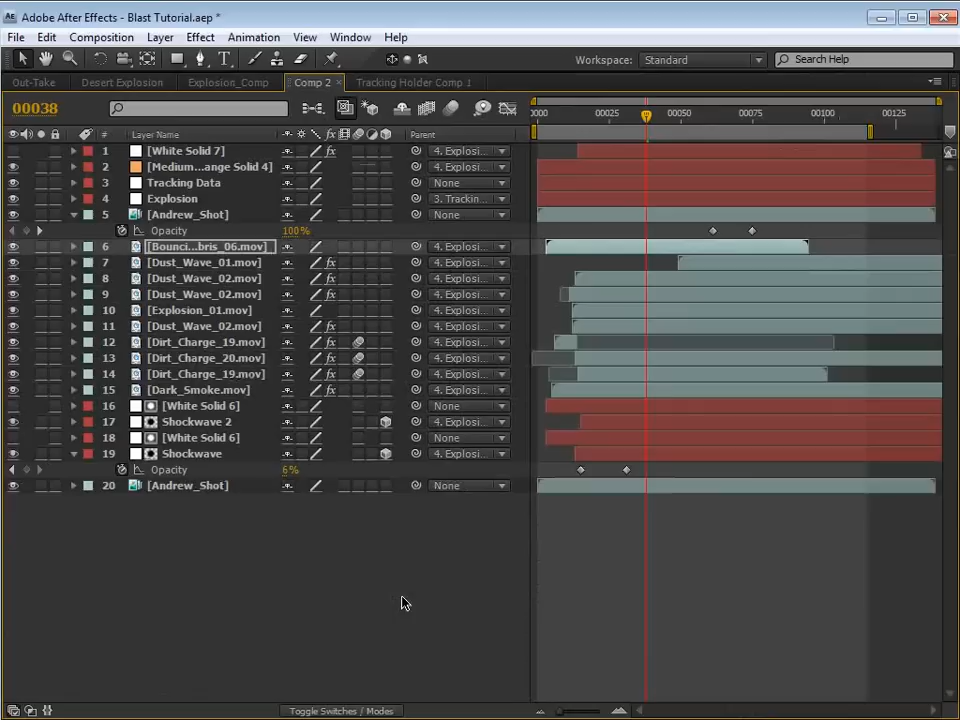 Adobe After Effects - Blast Tutorial.aep *
File Edit Composition Layer Effect Animation View Window Help
Workspace: Standard Search Help
Out-Take Desert Explosion Explosion_Comp Comp 2 Tracking Holder Comp 1
00038 0000 00025 00050 00075 00100 00125
# Layer Name Parent
1 [White Solid 7] 4. Explosi...
2 [Medium...ange Solid 4] 4. Explosi...
3 Tracking Data None
4 Explosion 3. Trackin...
5 [Andrew_Shot] None
Opacity 100%
6 [Bounci...bris_06.mov] 4. Explosi...
7 [Dust_Wave_01.mov] 4. Explosi...
8 [Dust_Wave_02.mov] 4. Explosi...
9 [Dust_Wave_02.mov] 4. Explosi...
10 [Explosion_01.mov] 4. Explosi...
11 [Dust_Wave_02.mov] 4. Explosi...
12 [Dirt_Charge_19.mov] 4. Explosi...
13 [Dirt_Charge_20.mov] 4. Explosi...
14 [Dirt_Charge_19.mov] 4. Explosi...
15 [Dark_Smoke.mov] 4. Explosi...
16 [White Solid 6] None
17 Shockwave 2 4. Explosi...
18 [White Solid 6] None
19 Shockwave 4. Explosi...
Opacity 6%
20 [Andrew_Shot] None
Toggle Switches / Modes